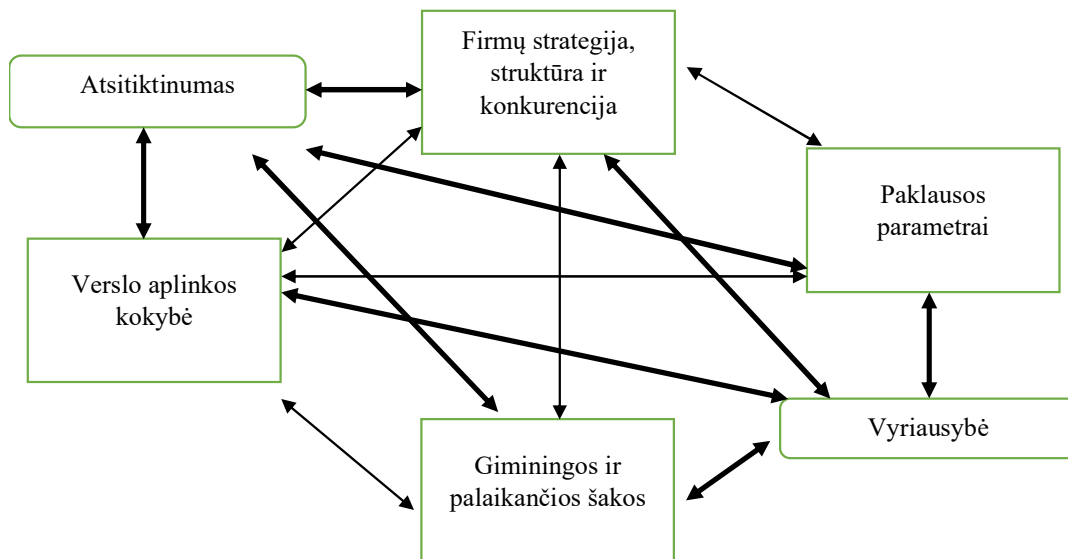 Atsitiktinumas
Firmų strategija,
struktūra ir
konkurencija
Paklausos
parametrai
Verslo aplinkos
kokybė
Vyriausybė
Giminingos ir
palaikančios šakos